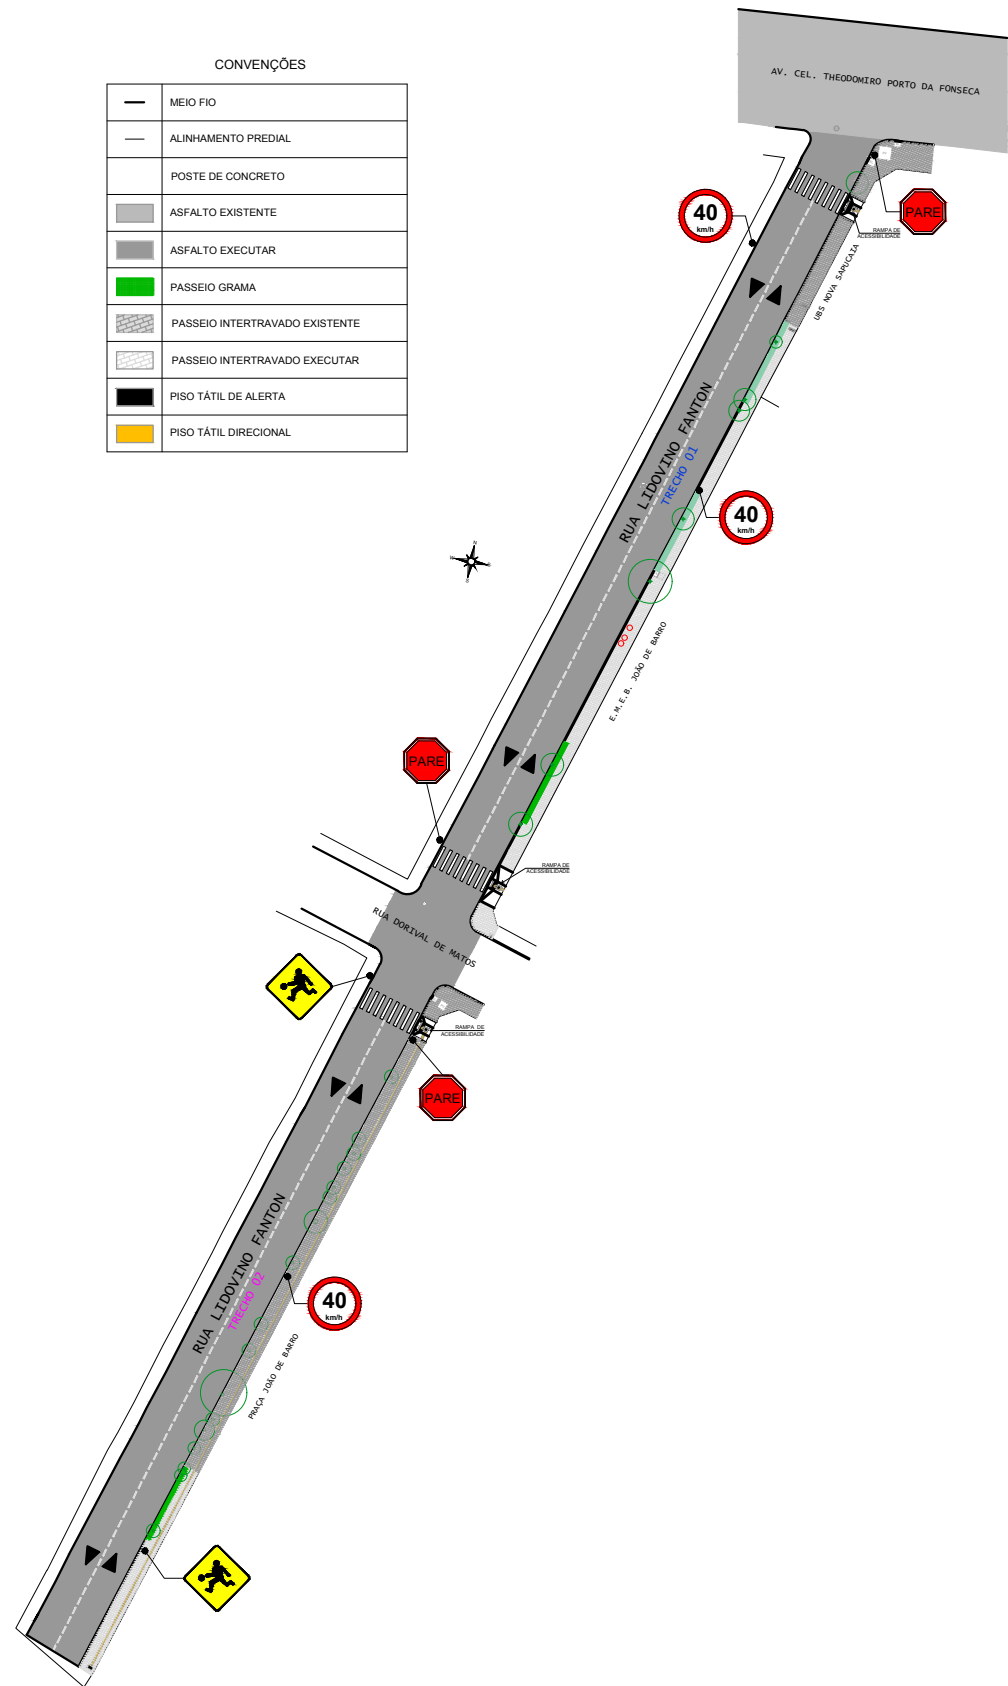 CONVENÇÕES
MEIO FIO
ALINHAMENTO PREDIAL
POSTE DE CONCRETO
ASFALTO EXISTENTE
ASFALTO EXECUTAR
PASSEIO GRAMA
PASSEIO INTERTRAVADO EXISTENTE
PASSEIO INTERTRAVADO EXECUTAR
PISO TÁTIL DE ALERTA
PISO TÁTIL DIRECIONAL
AV. CEL. THEODOMIRO PORTO DA FONSECA
40
km/h
PARE
RAMPA DE
ACESSIBILIDADE
UBS NOVA SAPUCAIA
RUA LIDOVINO FANTON
TRECHO 01
40
km/h
N
W
S
E.M.E.B. JOÃO DE BARRO
PARE
RAMPA DE
ACESSIBILIDADE
RUA DORIVAL DE MATOS
RAMPA DE
ACESSIBILIDADE
PARE
RUA LIDOVINO FANTON
TRECHO 02
40
km/h
PRAÇA JOÃO DE BARRO